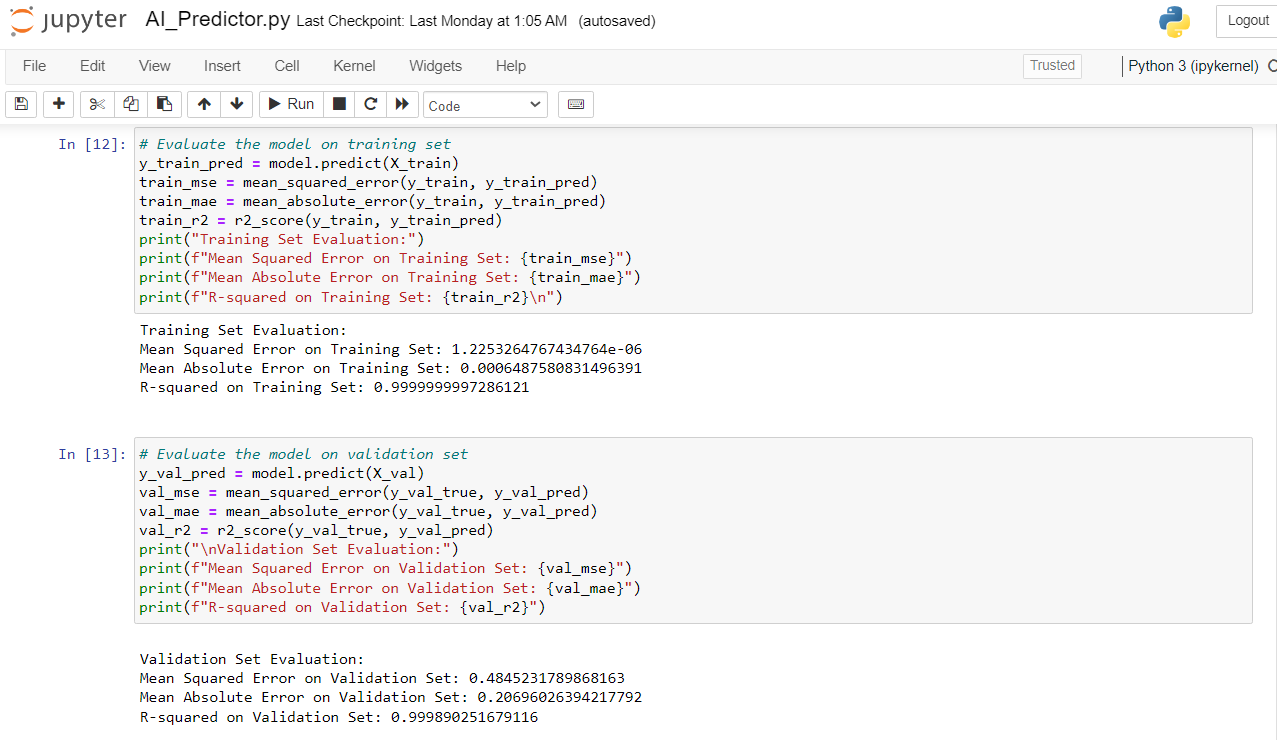 jupyter AI_Predictor.py Last Checkpoint: Last Monday at 1:05 AM (autosaved) Logout
File Edit View Insert Cell Kernel Widgets Help Trusted Python 3 (ipykernel)
Run Code
In [12]: # Evaluate the model on training set
y_train_pred = model.predict(X_train)
train_mse = mean_squared_error(y_train, y_train_pred)
train_mae = mean_absolute_error(y_train, y_train_pred)
train_r2 = r2_score(y_train, y_train_pred)
print("Training Set Evaluation:")
print(f"Mean Squared Error on Training Set: {train_mse}")
print(f"Mean Absolute Error on Training Set: {train_mae}")
print(f"R-squared on Training Set: {train_r2}\n")
Training Set Evaluation:
Mean Squared Error on Training Set: 1.2253264767434764e-06
Mean Absolute Error on Training Set: 0.0006487580831496391
R-squared on Training Set: 0.9999999997286121
In [13]: # Evaluate the model on validation set
y_val_pred = model.predict(X_val)
val_mse = mean_squared_error(y_val_true, y_val_pred)
val_mae = mean_absolute_error(y_val_true, y_val_pred)
val_r2 = r2_score(y_val_true, y_val_pred)
print("\nValidation Set Evaluation:")
print(f"Mean Squared Error on Validation Set: {val_mse}")
print(f"Mean Absolute Error on Validation Set: {val_mae}")
print(f"R-squared on Validation Set: {val_r2}")
Validation Set Evaluation:
Mean Squared Error on Validation Set: 0.4845231789868163
Mean Absolute Error on Validation Set: 0.20696026394217792
R-squared on Validation Set: 0.999890251679116